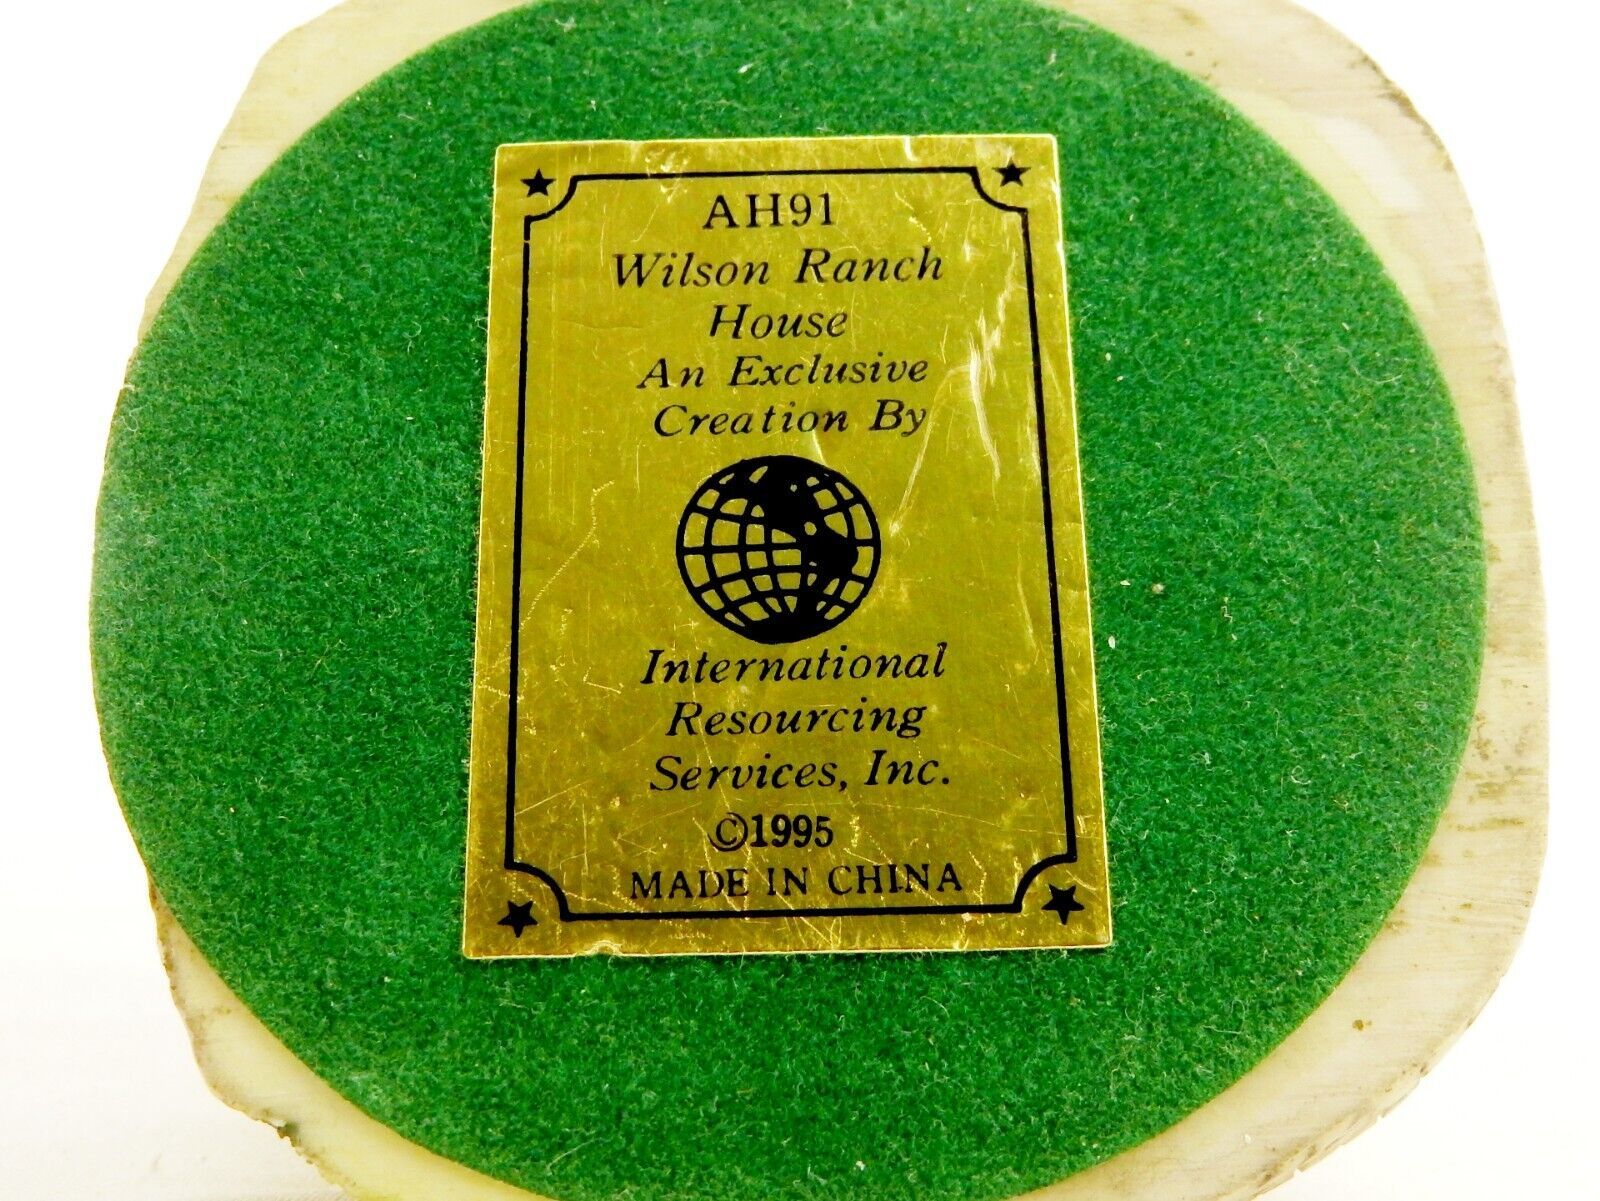 AH91
Wilson Ranch
House
An Exclusive
Creation By
International
Resourcing
Services, Inc.
©1995
MADE IN CHINA